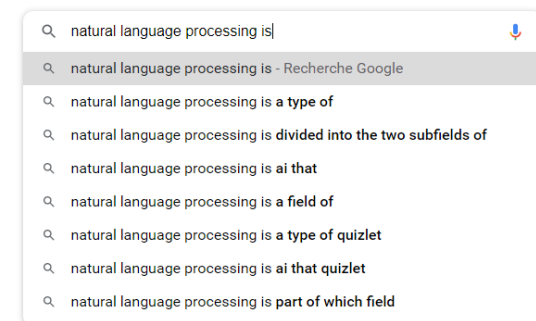 natural language processing is
natural language processing is - Recherche Google
natural language processing is a type of
natural language processing is divided into the two subfields of
natural language processing is ai that
natural language processing is a field of
natural language processing is a type of quizlet
natural language processing is ai that quizlet
natural language processing is part of which field